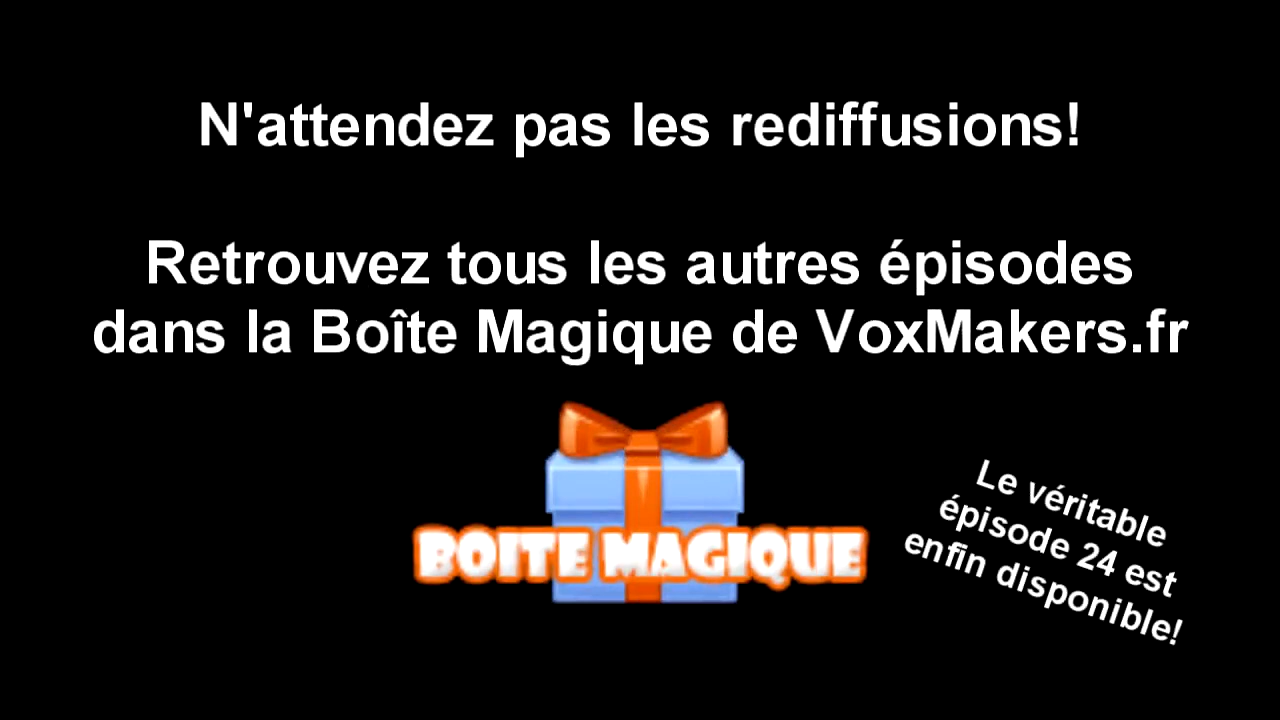 N'attendez pas les rediffusions!
Retrouvez tous les autres épisodes
dans la Boîte Magique de VoxMakers.fr
BOITE MAGIQUE
Le véritable
épisode 24 est
enfin disponible!